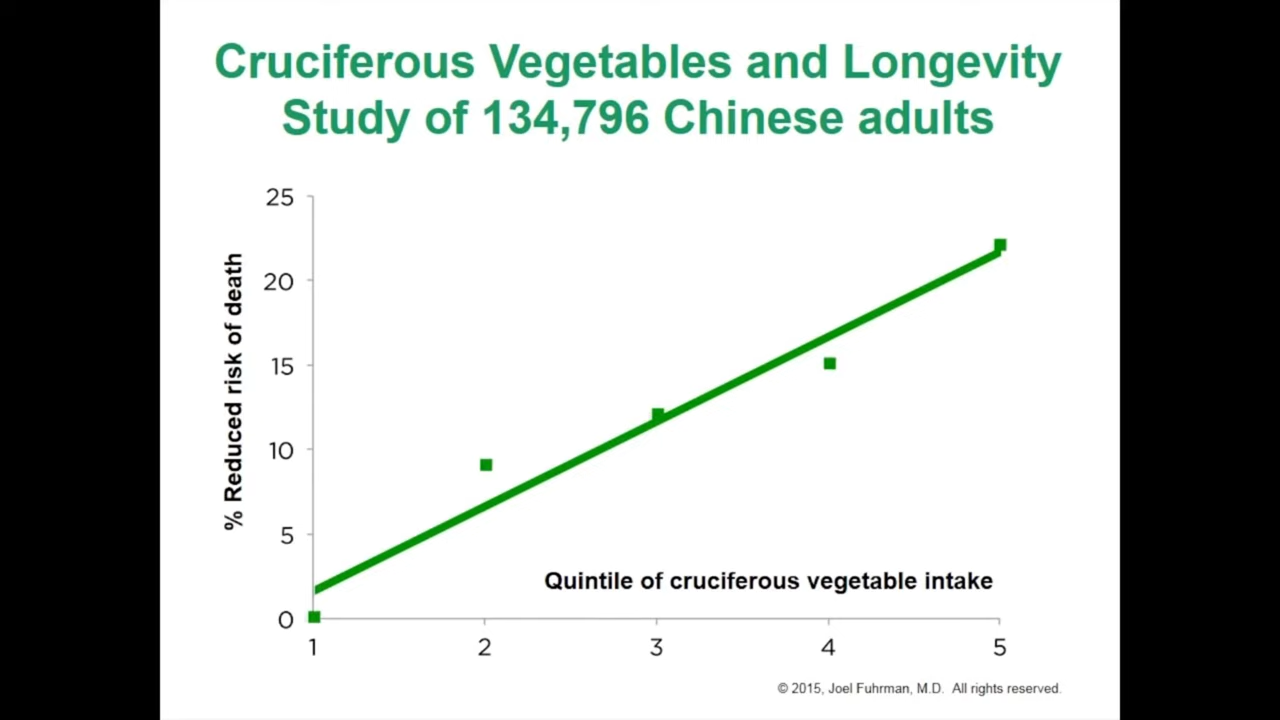 Cruciferous Vegetables and Longevity
Study of 134,796 Chinese adults
25
20
15
10
5
0
% Reduced risk of death
Quintile of cruciferous vegetable intake
1 2 3 4 5
© 2015, Joel Fuhrman, M.D. All rights reserved.